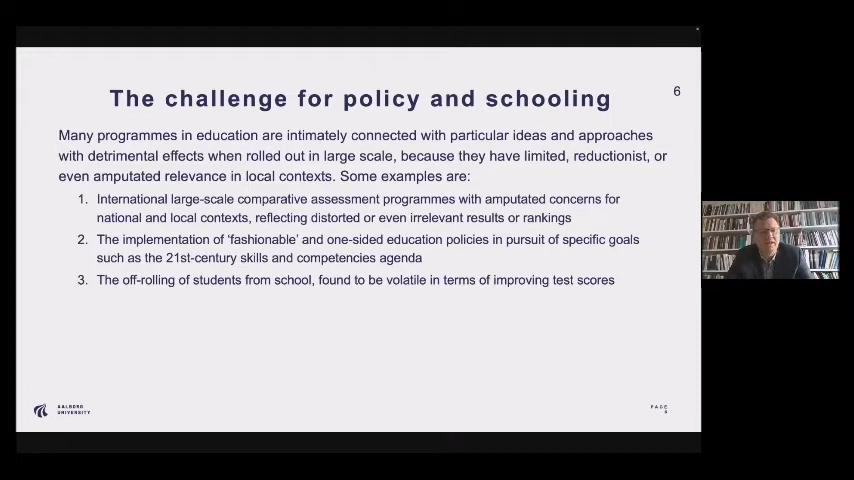 The challenge for policy and schooling
6
Many programmes in education are intimately connected with particular ideas and approaches
with detrimental effects when rolled out in large scale, because they have limited, reductionist, or
even amputated relevance in local contexts. Some examples are:
1. International large-scale comparative assessment programmes with amputated concerns for
national and local contexts, reflecting distorted or even irrelevant results or rankings
2. The implementation of ‘fashionable’ and one-sided education policies in pursuit of specific goals
such as the 21st-century skills and competencies agenda
3. The off-rolling of students from school, found to be volatile in terms of improving test scores
AALBORG
UNIVERSITY
PAGE
6